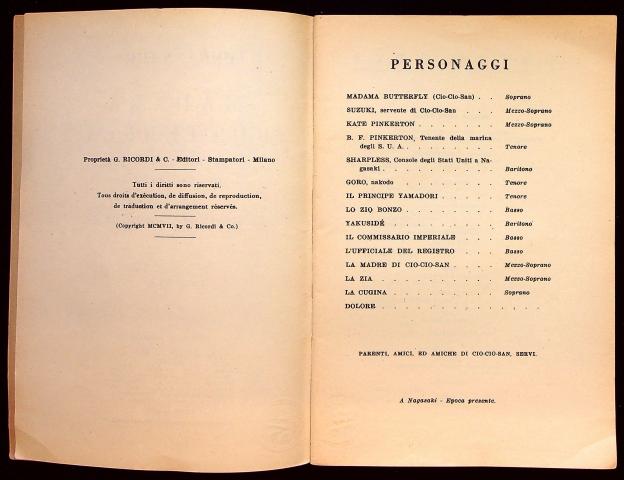 Proprietà G. RICORDI & C. - Editori - Stampatori - Milano
Tutti i diritti sono riservati.
Tous droits d'exécution, de diffusion, de reproduction,
de traduction et d'arrangement réservés.
(Copyright MCMVII, by G. Ricordi & Co.)
PERSONAGGI
MADAMA BUTTERFLY (Cio-Cio-San) . . Soprano
SUZUKI, servente di Cio-Cio-San . . . Mezzo-Soprano
KATE PINKERTON . . . . . . . Mezzo-Soprano
B. F. PINKERTON, Tenente della marina
degli S. U. A. . . . . . . . . Tenore
SHARPLESS, Console degli Stati Uniti a Na-
gasaki . . . . . . . . . . Baritono
GORO, nakodo . . . . . . . . Tenore
IL PRINCIPE YAMADORI . . . . . Tenore
LO ZIO BONZO . . . . . . . . Basso
YAKUSIDÉ . . . . . . . . . Baritono
IL COMMISSARIO IMPERIALE . . . . Basso
L'UFFICIALE DEL REGISTRO . . . . Basso
LA MADRE DI CIO-CIO-SAN . . . . Mezzo-Soprano
LA ZIA . . . . . . . . . . Mezzo-Soprano
LA CUGINA . . . . . . . . . Soprano
DOLORE . . . . . . . . . . . . . .
PARENTI, AMICI, ED AMICHE DI CIO-CIO-SAN, SERVI.
A Nagasaki - Epoca presente.